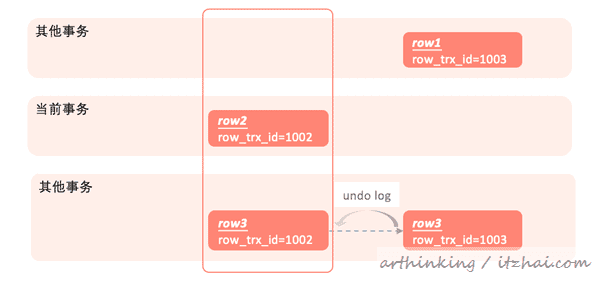 其他事务
row1
row_trx_id=1003
当前事务
row2
row_trx_id=1002
其他事务
undo log
row3
row_trx_id=1002
row3
row_trx_id=1003
arthinking / itzhai.com